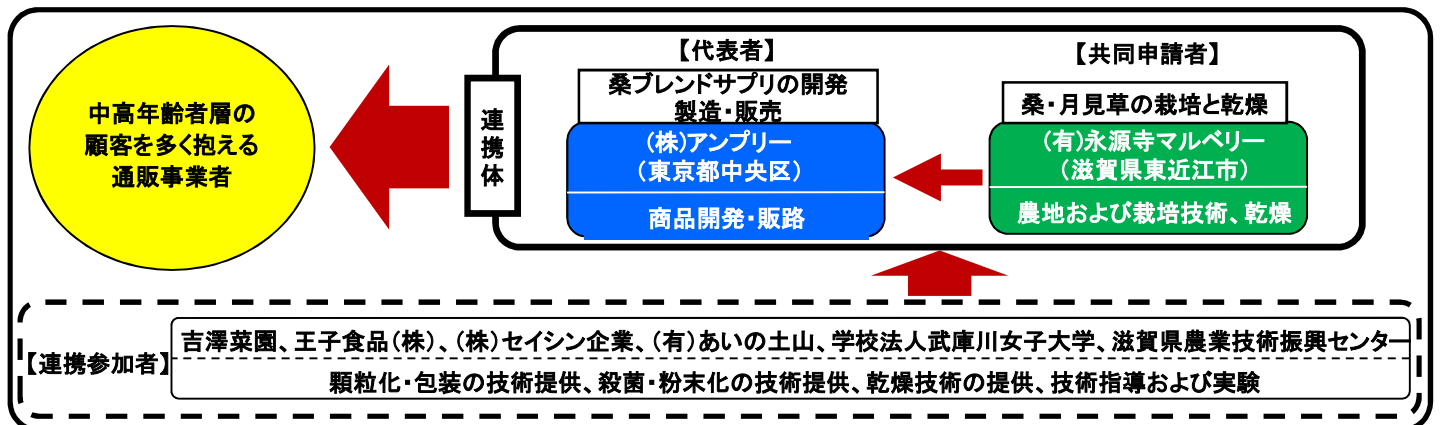 中高年齢者層の
顧客を多く抱える
通販事業者
連
携
体
【代表者】
桑ブレンドサプリの開発
製造・販売
(株)アンプリー
(東京都中央区)
商品開発・販路
【共同申請者】
桑・月見草の栽培と乾燥
(有)永源寺マルベリー
(滋賀県東近江市)
農地および栽培技術、乾燥
【連携参加者】
吉澤菜園、王子食品(株)、(株)セイシン企業、(有)あいの土山、学校法人武庫川女子大学、滋賀県農業技術振興センター
顆粒化・包装の技術提供、殺菌・粉末化の技術提供、乾燥技術の提供、技術指導および実験